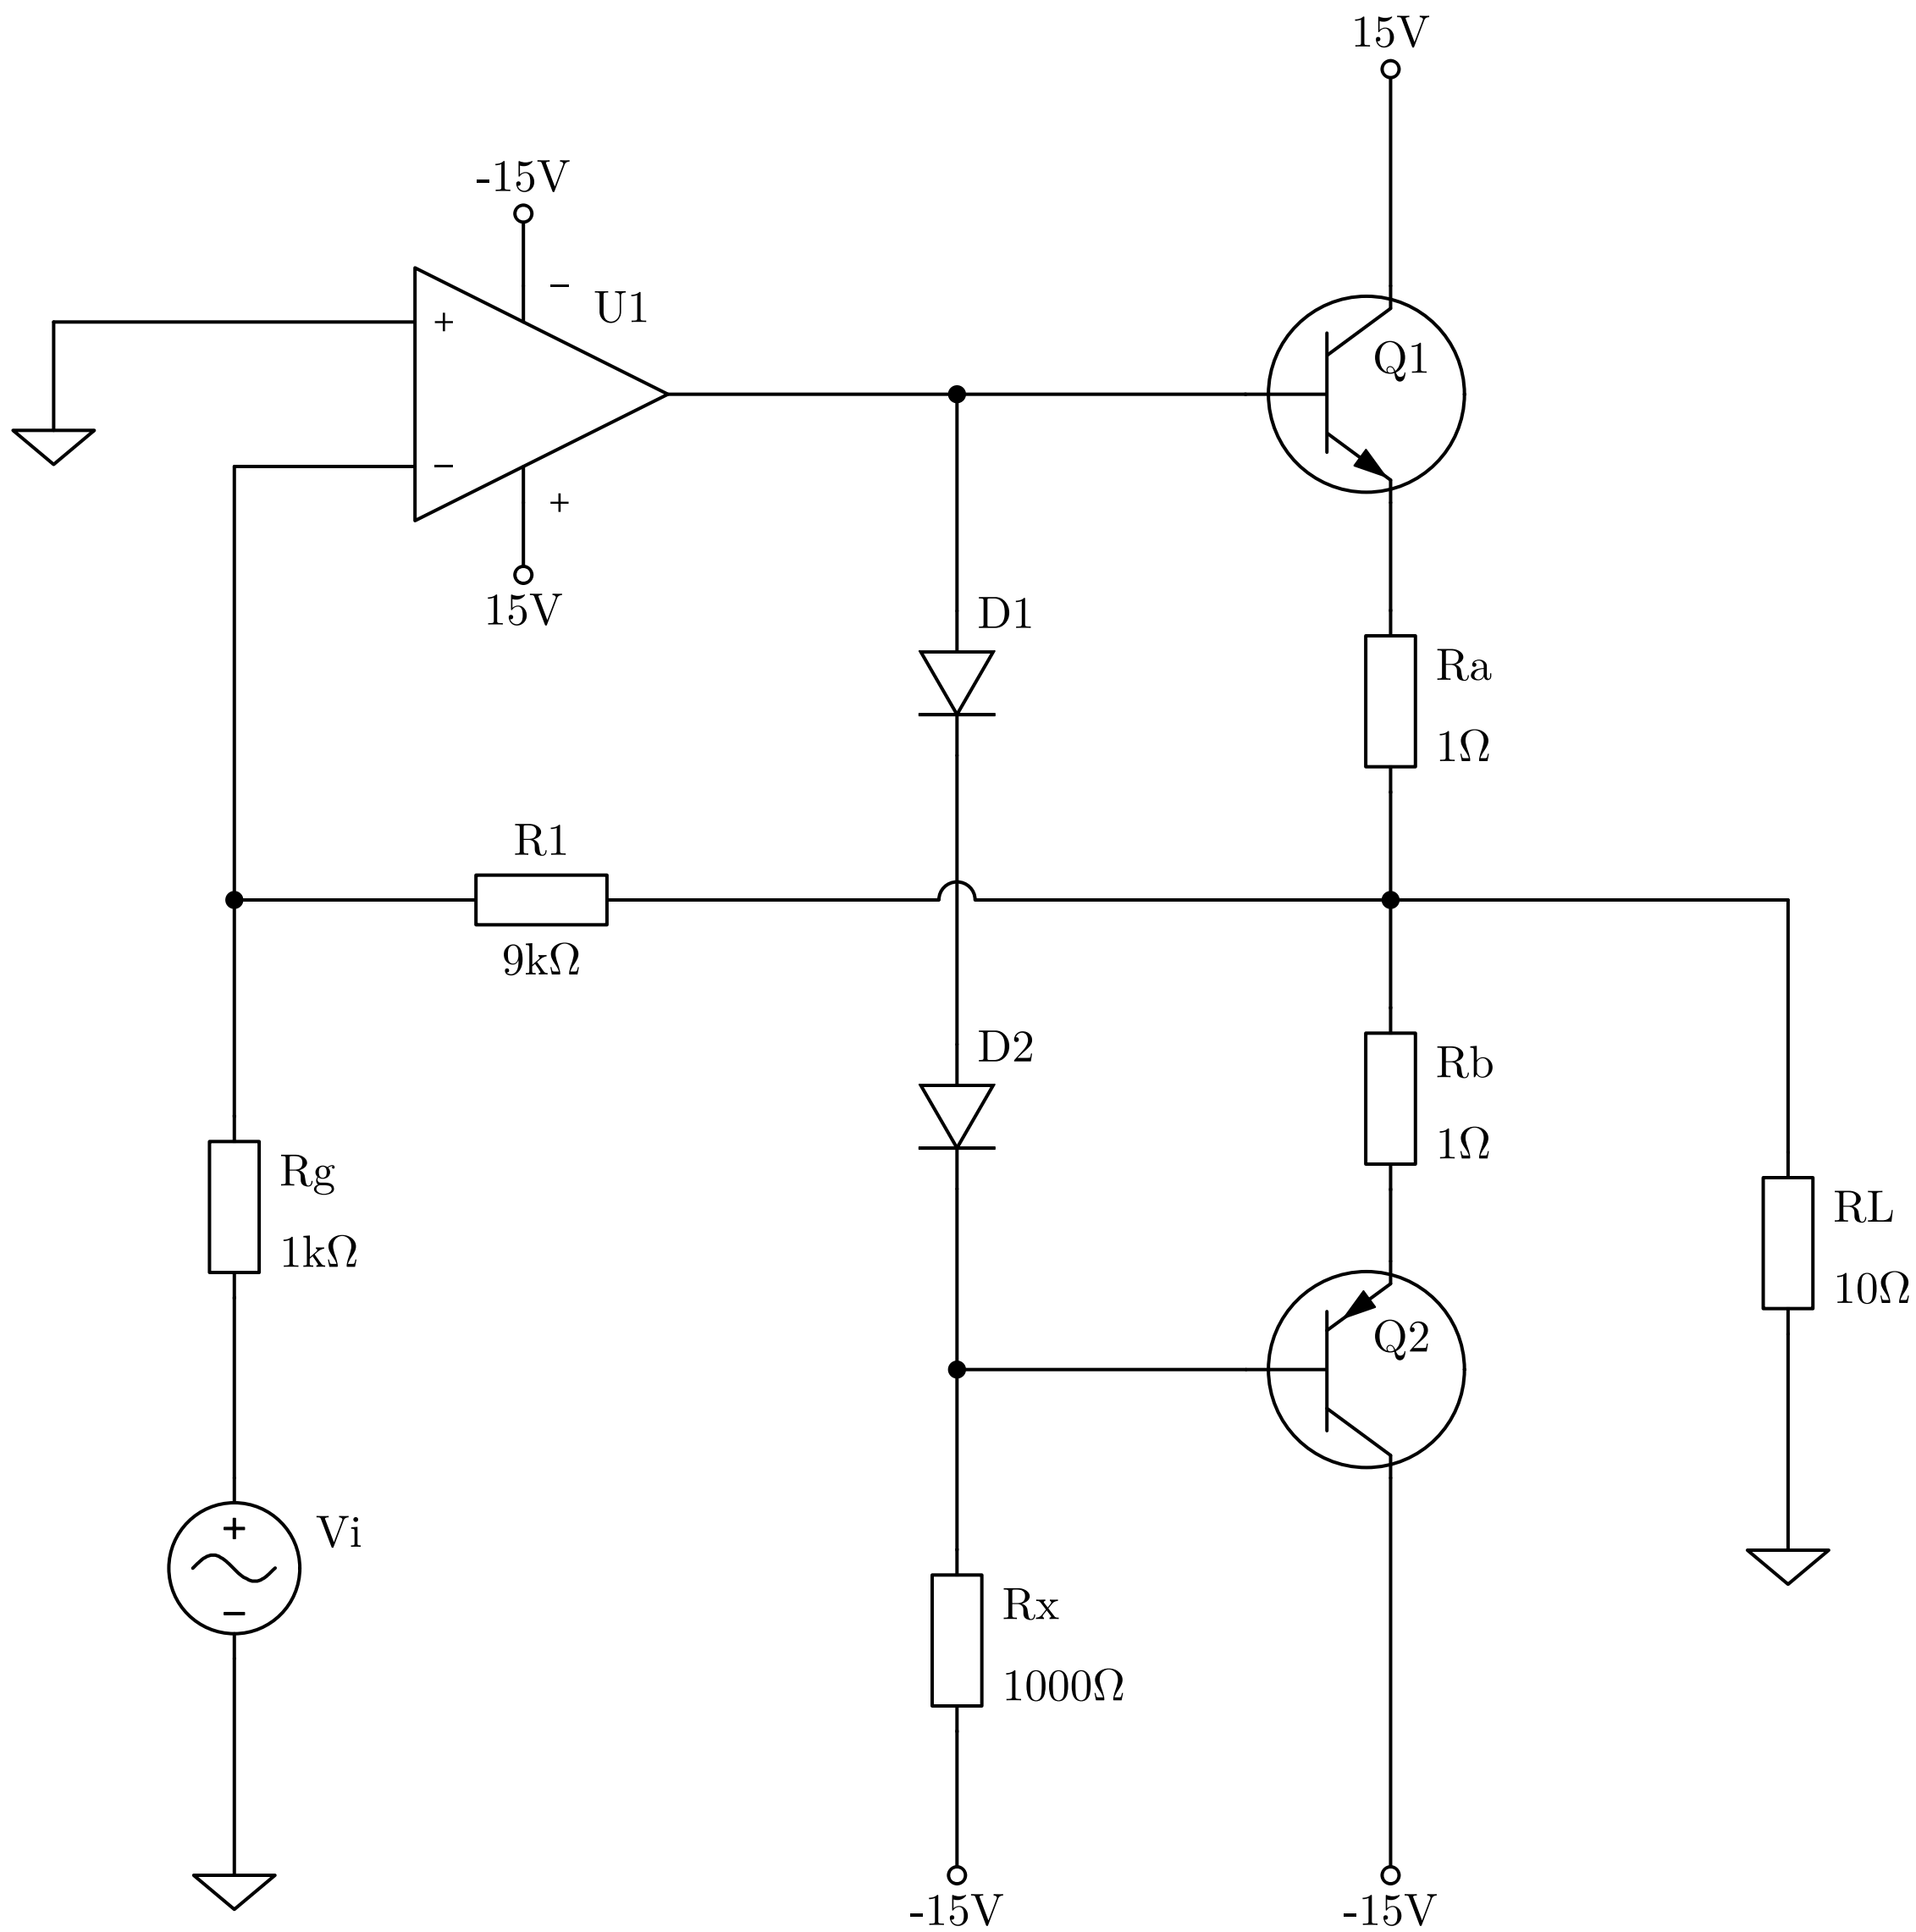 15V
-15V
−
U1
+
Q1
−
+
15V
D1
Ra
1Ω
R1
9kΩ
D2
Rb
1Ω
Rg
1kΩ
RL
10Ω
Q2
+
Vi
−
Rx
1000Ω
-15V
-15V